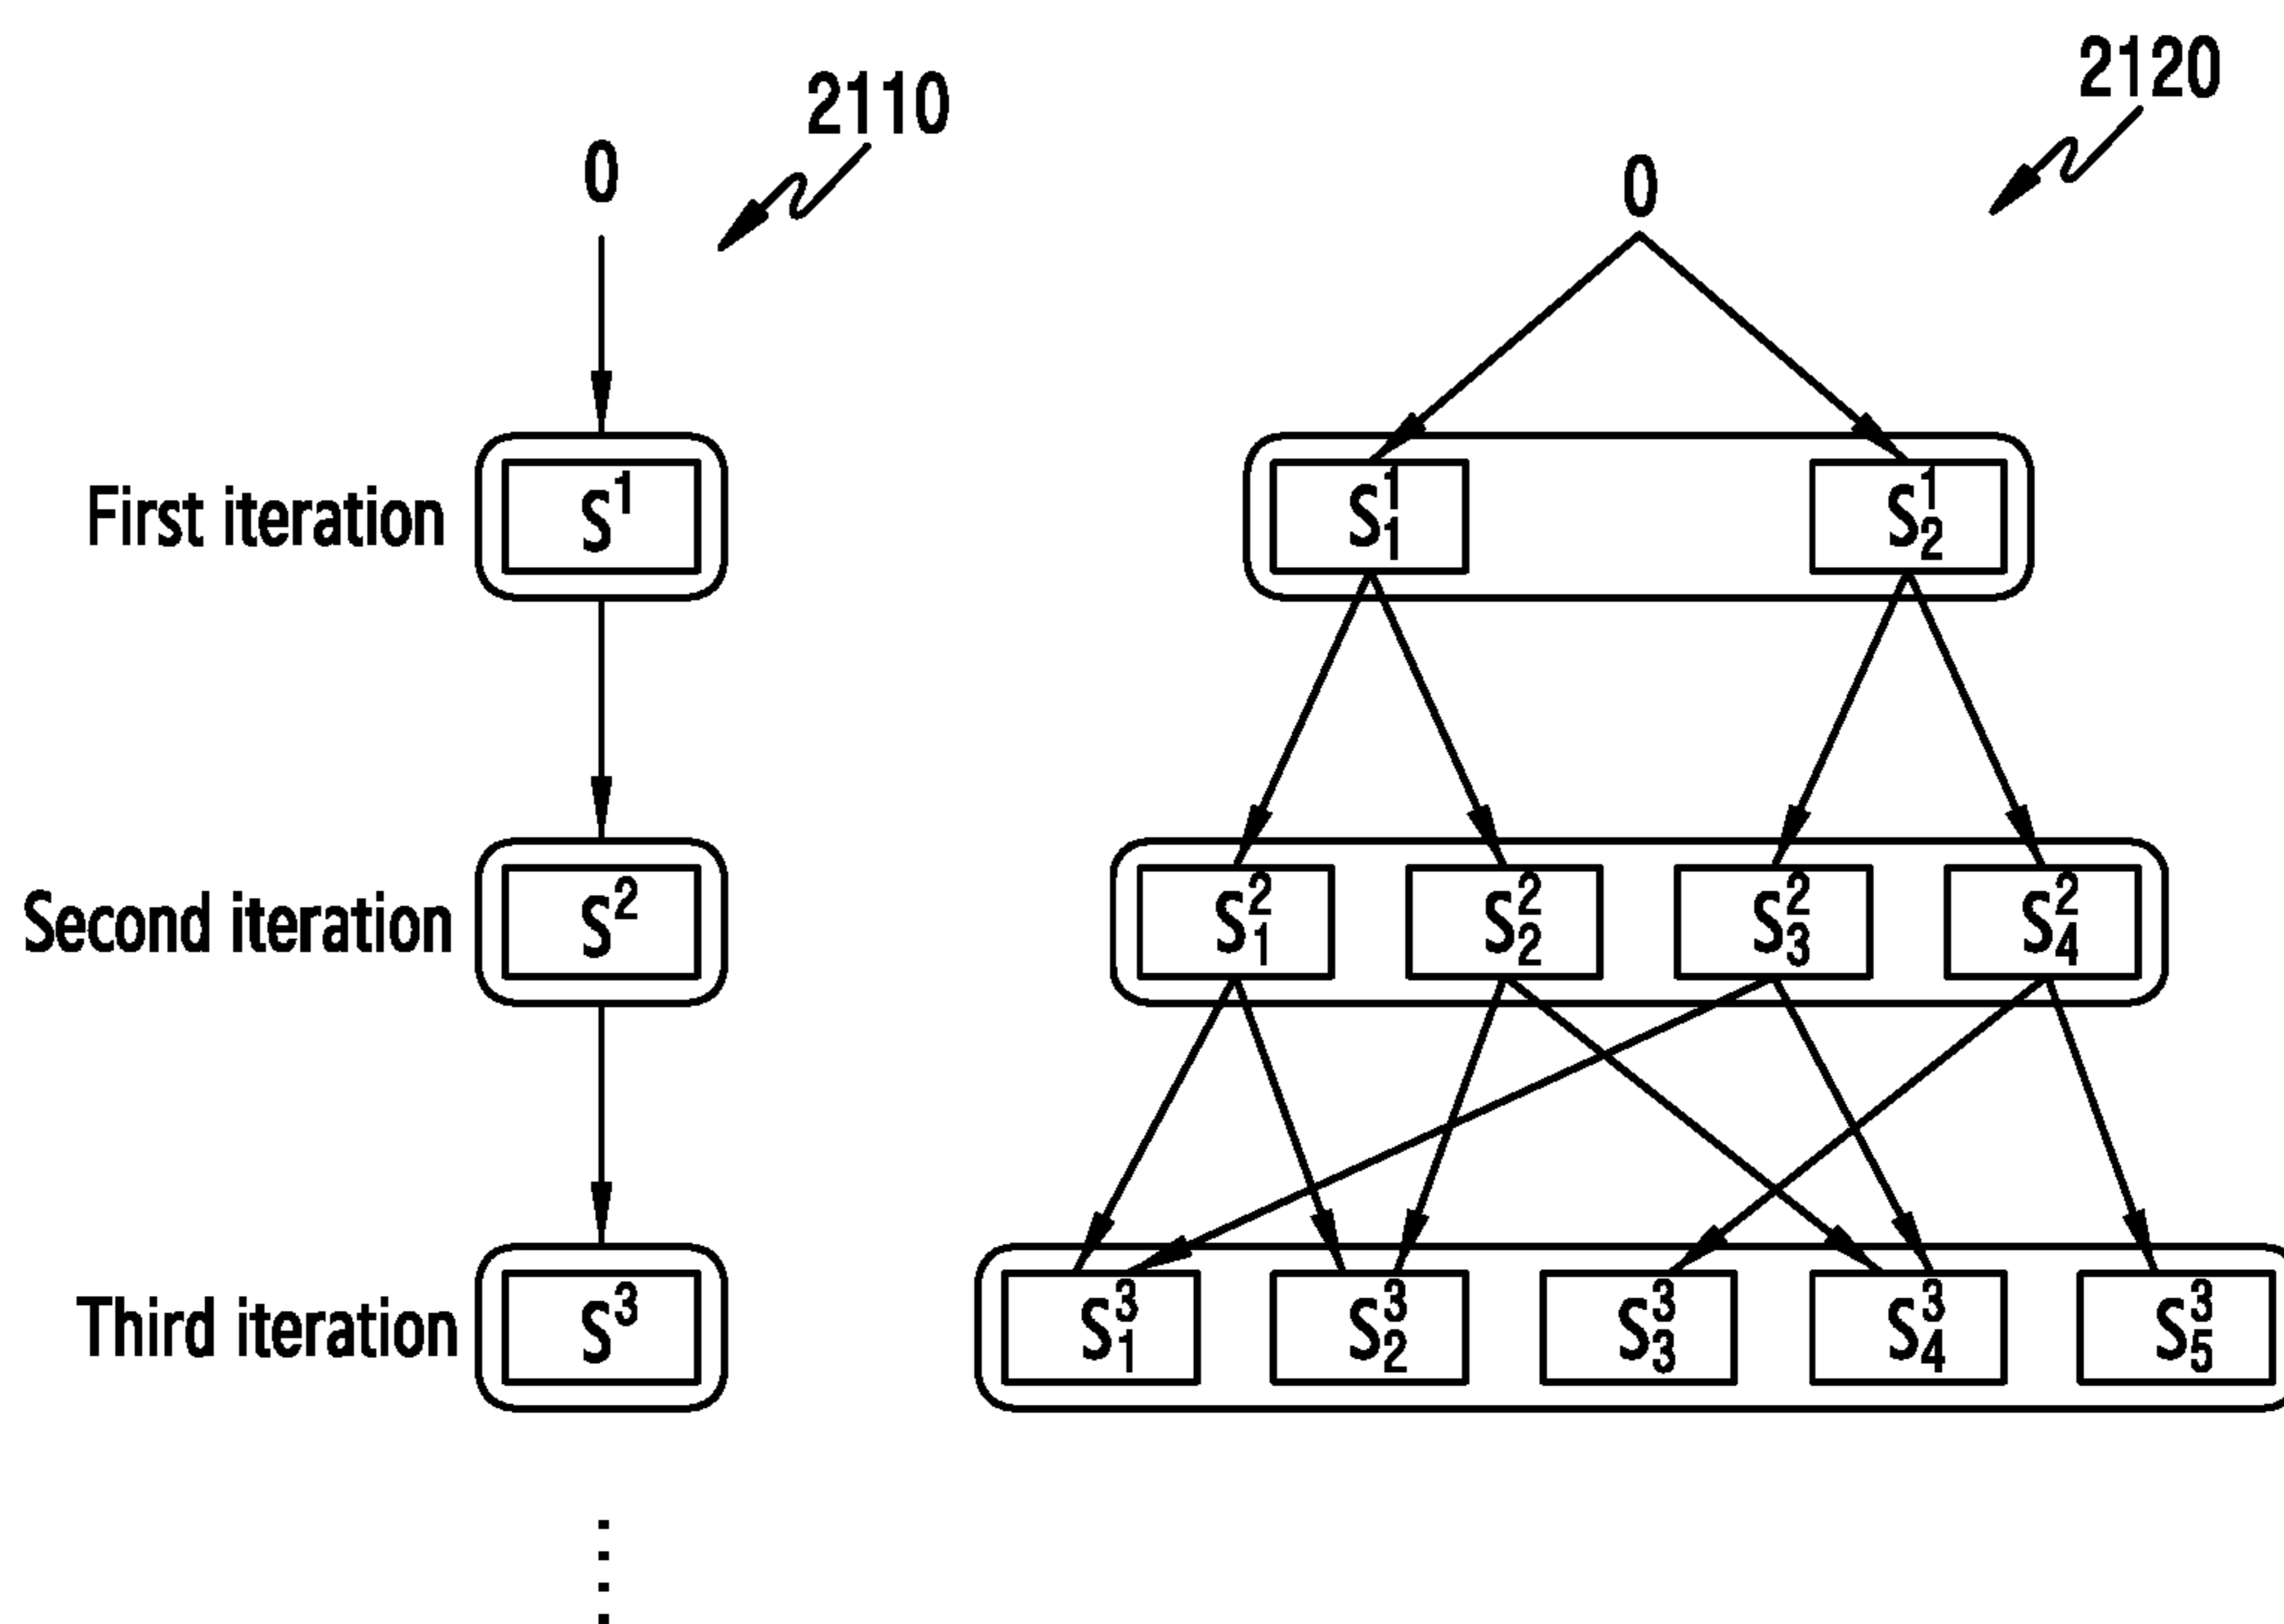 2110
2120
0
0
First iteration
S¹
S₁¹
S₂¹
Second iteration
S²
S₁²
S₂²
S₃²
S₄²
Third iteration
S³
S₁³
S₂³
S₃³
S₄³
S₅³